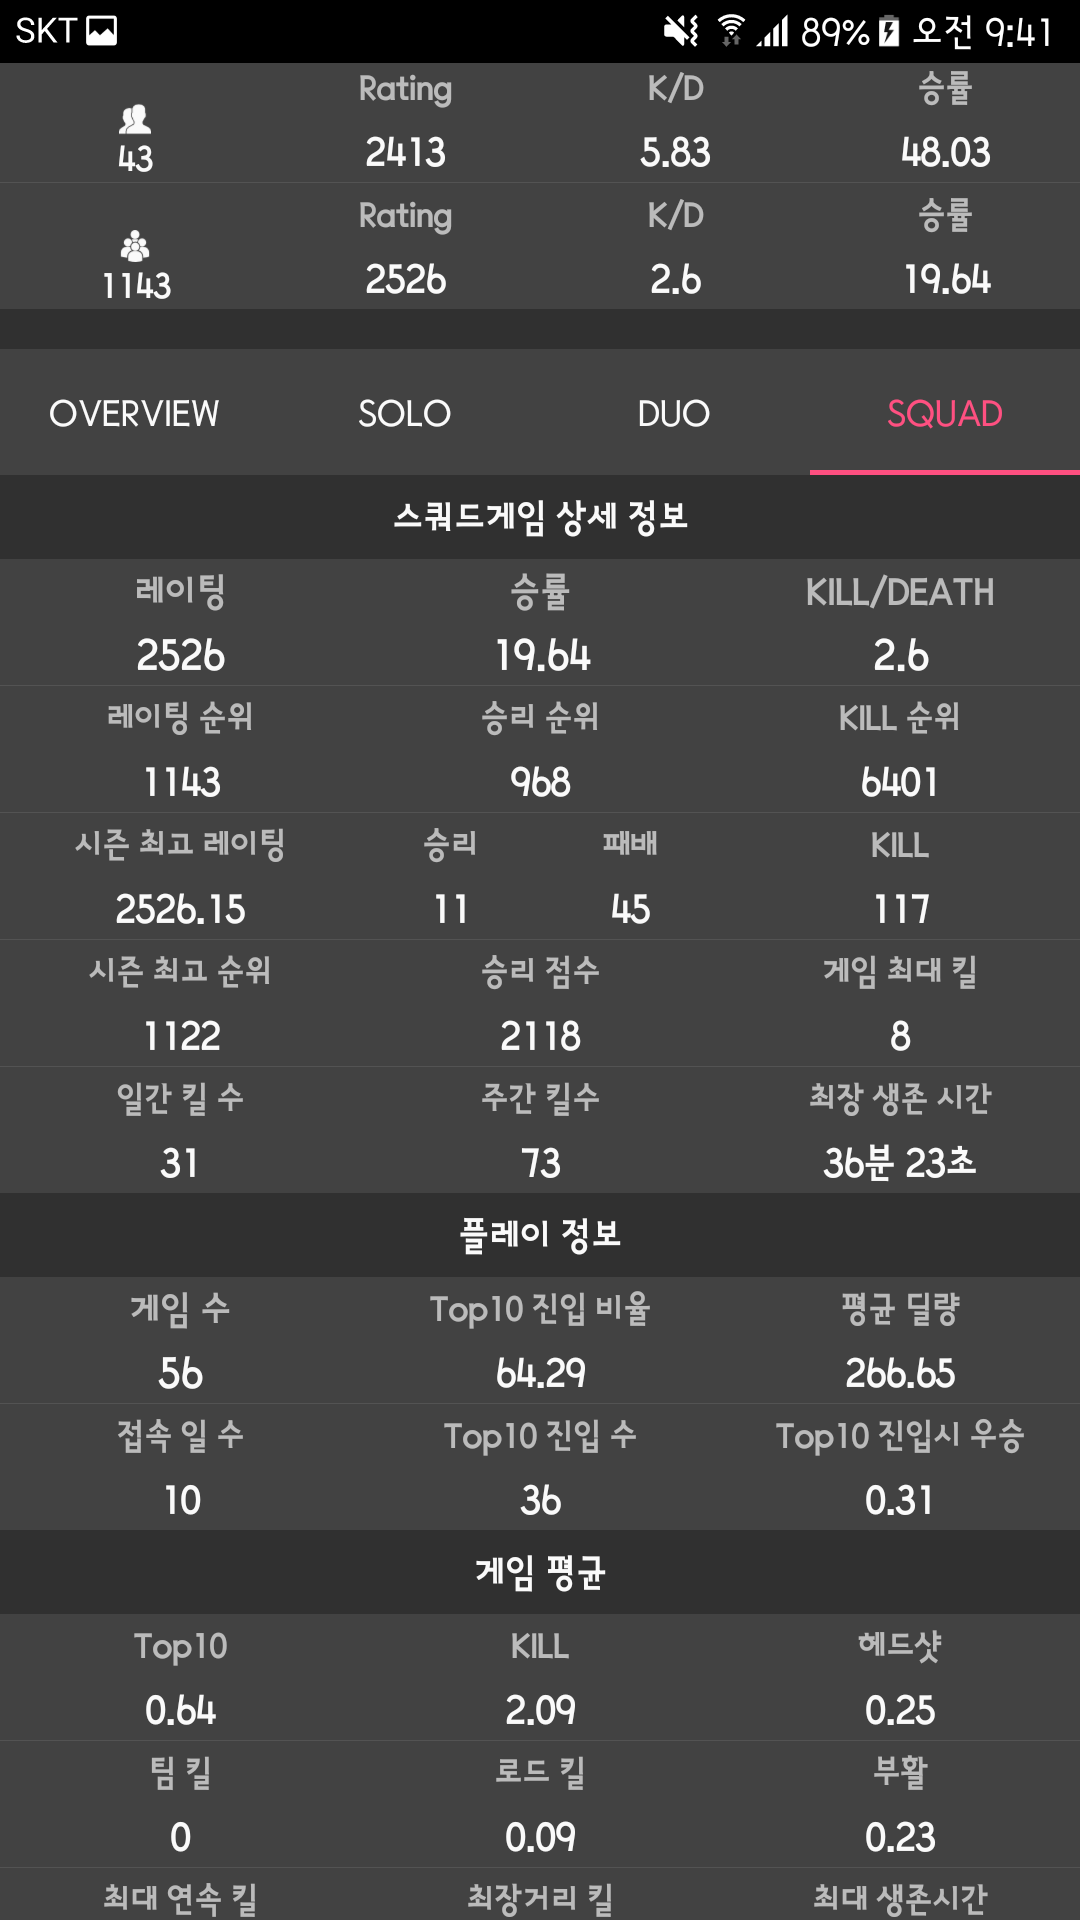 SKT 89% 오전 9:41
Rating K/D 승률
43 2413 5.83 48.03
Rating K/D 승률
1143 2526 2.6 19.64
OVERVIEW SOLO DUO SQUAD
스쿼드게임 상세 정보
레이팅 승률 KILL/DEATH
2526 19.64 2.6
레이팅 순위 승리 순위 KILL 순위
1143 968 6401
시즌 최고 레이팅 승리 패배 KILL
2526.15 11 45 117
시즌 최고 순위 승리 점수 게임 최대 킬
1122 2118 8
일간 킬 수 주간 킬수 최장 생존 시간
31 73 36분 23초
플레이 정보
게임 수 Top10 진입 비율 평균 딜량
56 64.29 266.65
접속 일 수 Top10 진입 수 Top10 진입시 우승
10 36 0.31
게임 평균
Top10 KILL 헤드샷
0.64 2.09 0.25
팀 킬 로드 킬 부활
0 0.09 0.23
최대 연속 킬 최장거리 킬 최대 생존시간